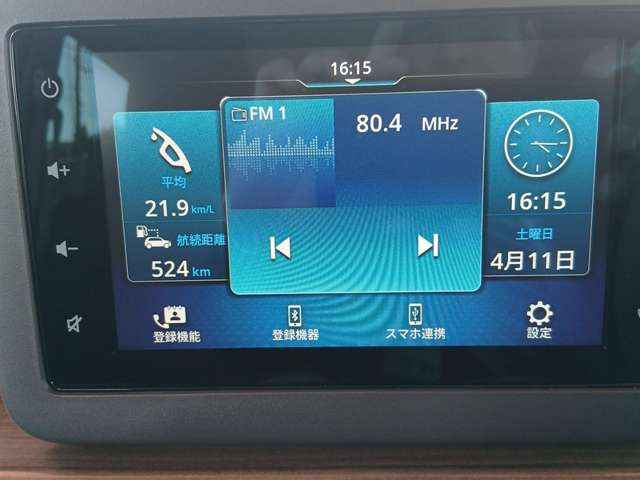 16:15
FM 1
80.4 MHz
平均
21.9 km/L
航続距離
524 km
16:15
土曜日
4月11日
登録機能
登録機器
スマホ連携
設定